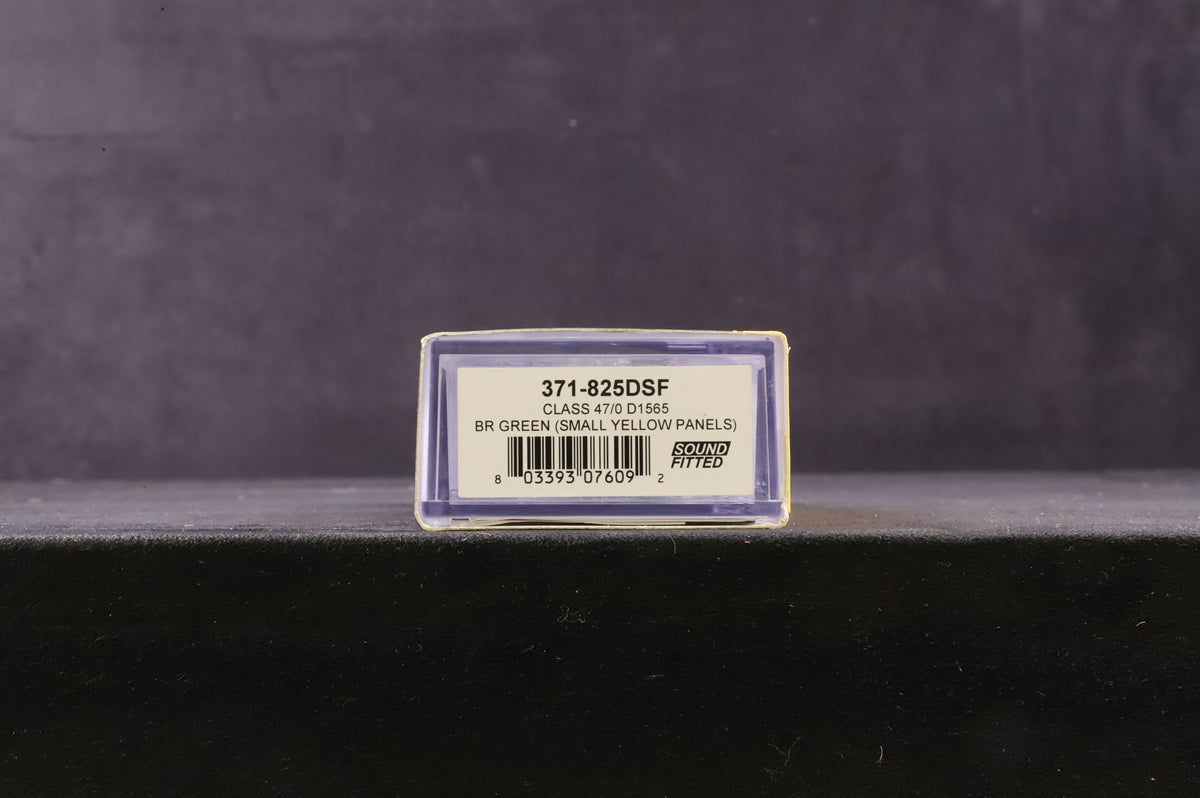 371-825DSF
CLASS 47/0 D1565
BR GREEN (SMALL YELLOW PANELS)
SOUND
FITTED
8 03393 07609 2